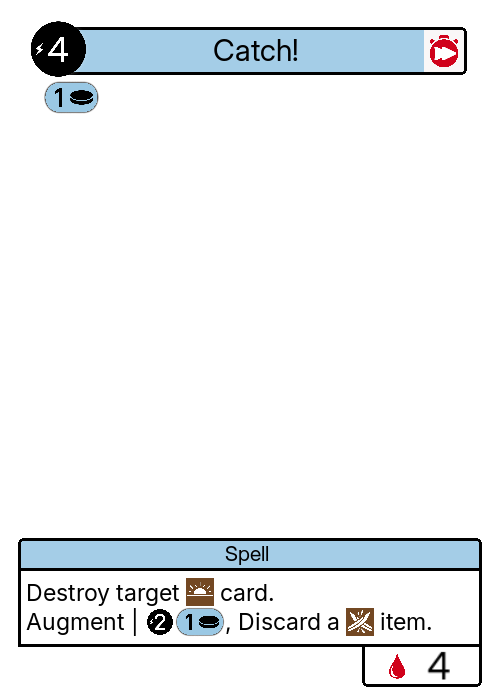 4 Catch!
1
Spell
Destroy target card.
Augment | 2 1, Discard a item.
4